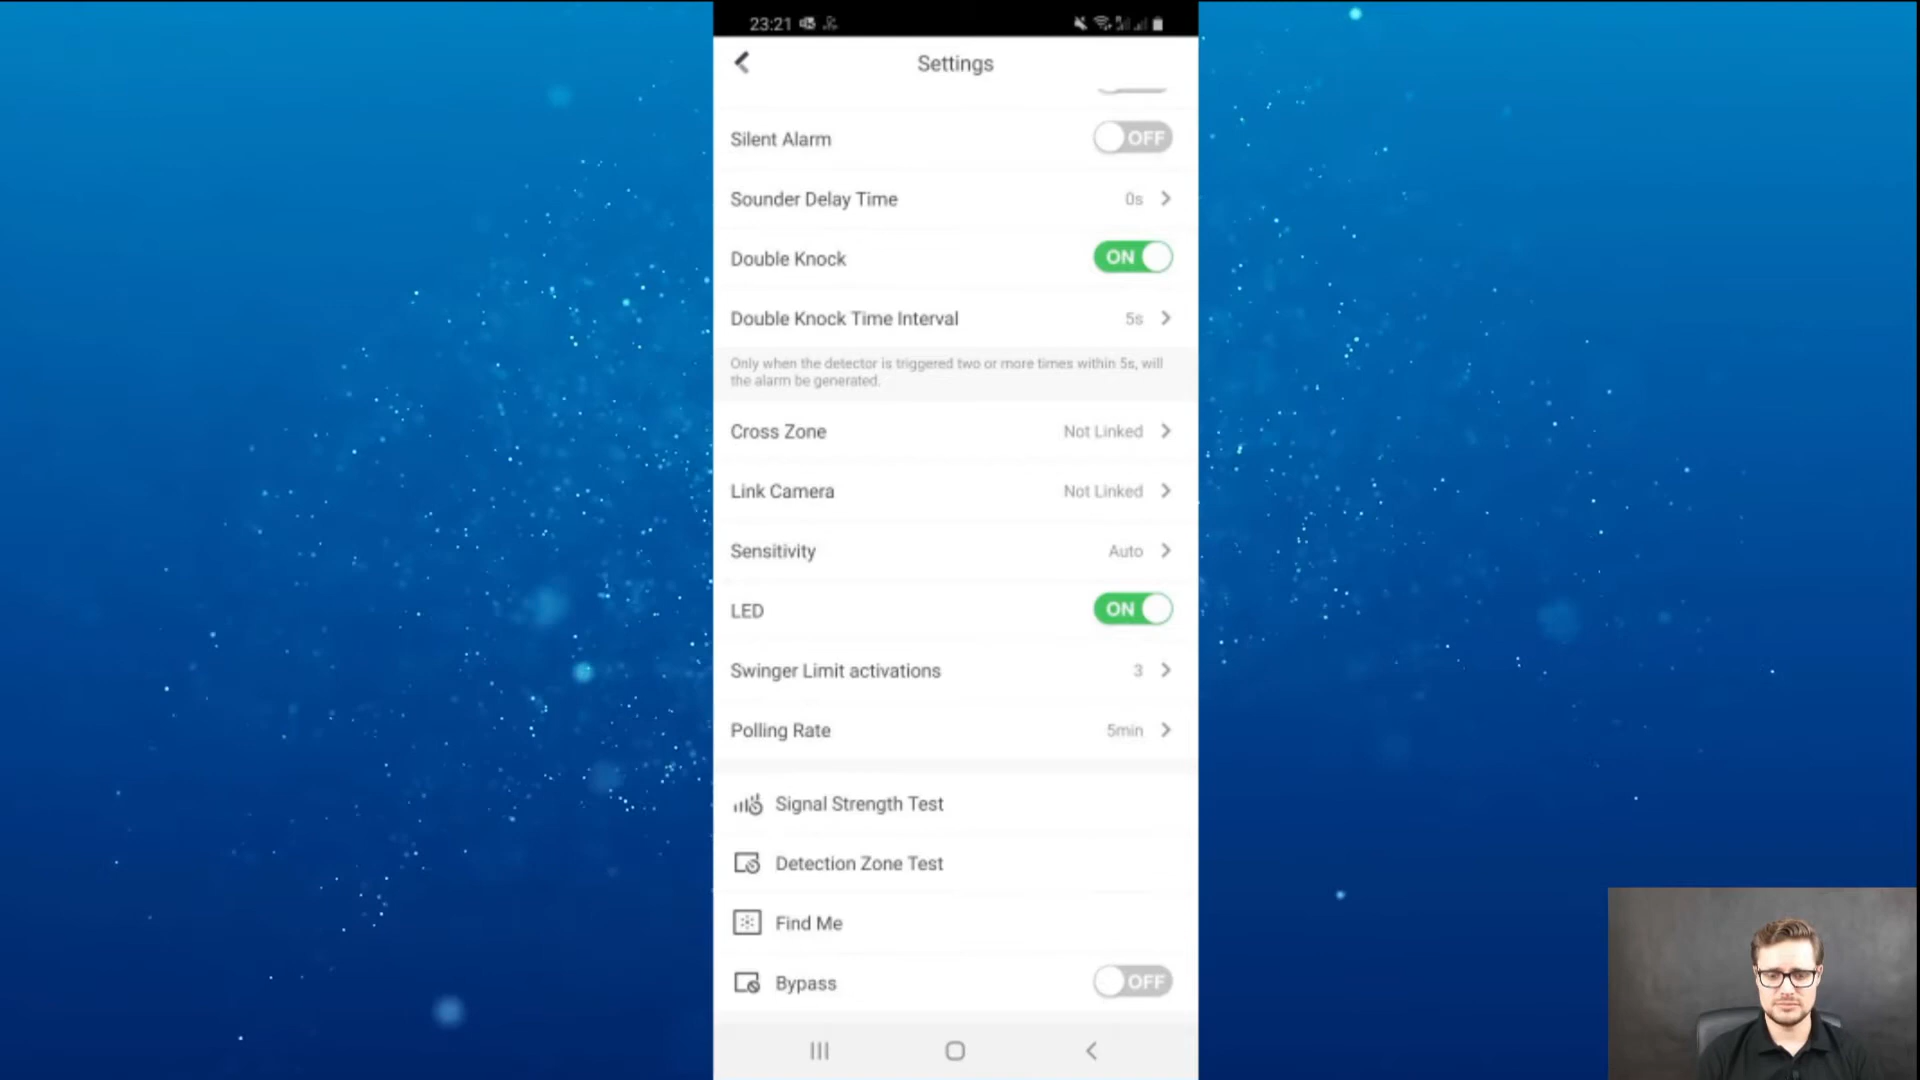 23:21
Settings
Silent Alarm OFF
Sounder Delay Time 0s
Double Knock ON
Double Knock Time Interval 5s
Only when the detector is triggered two or more times within 5s, will
the alarm be generated.
Cross Zone Not Linked
Link Camera Not Linked
Sensitivity Auto
LED ON
Swinger Limit activations 3
Polling Rate 5min
Signal Strength Test
Detection Zone Test
Find Me
Bypass OFF